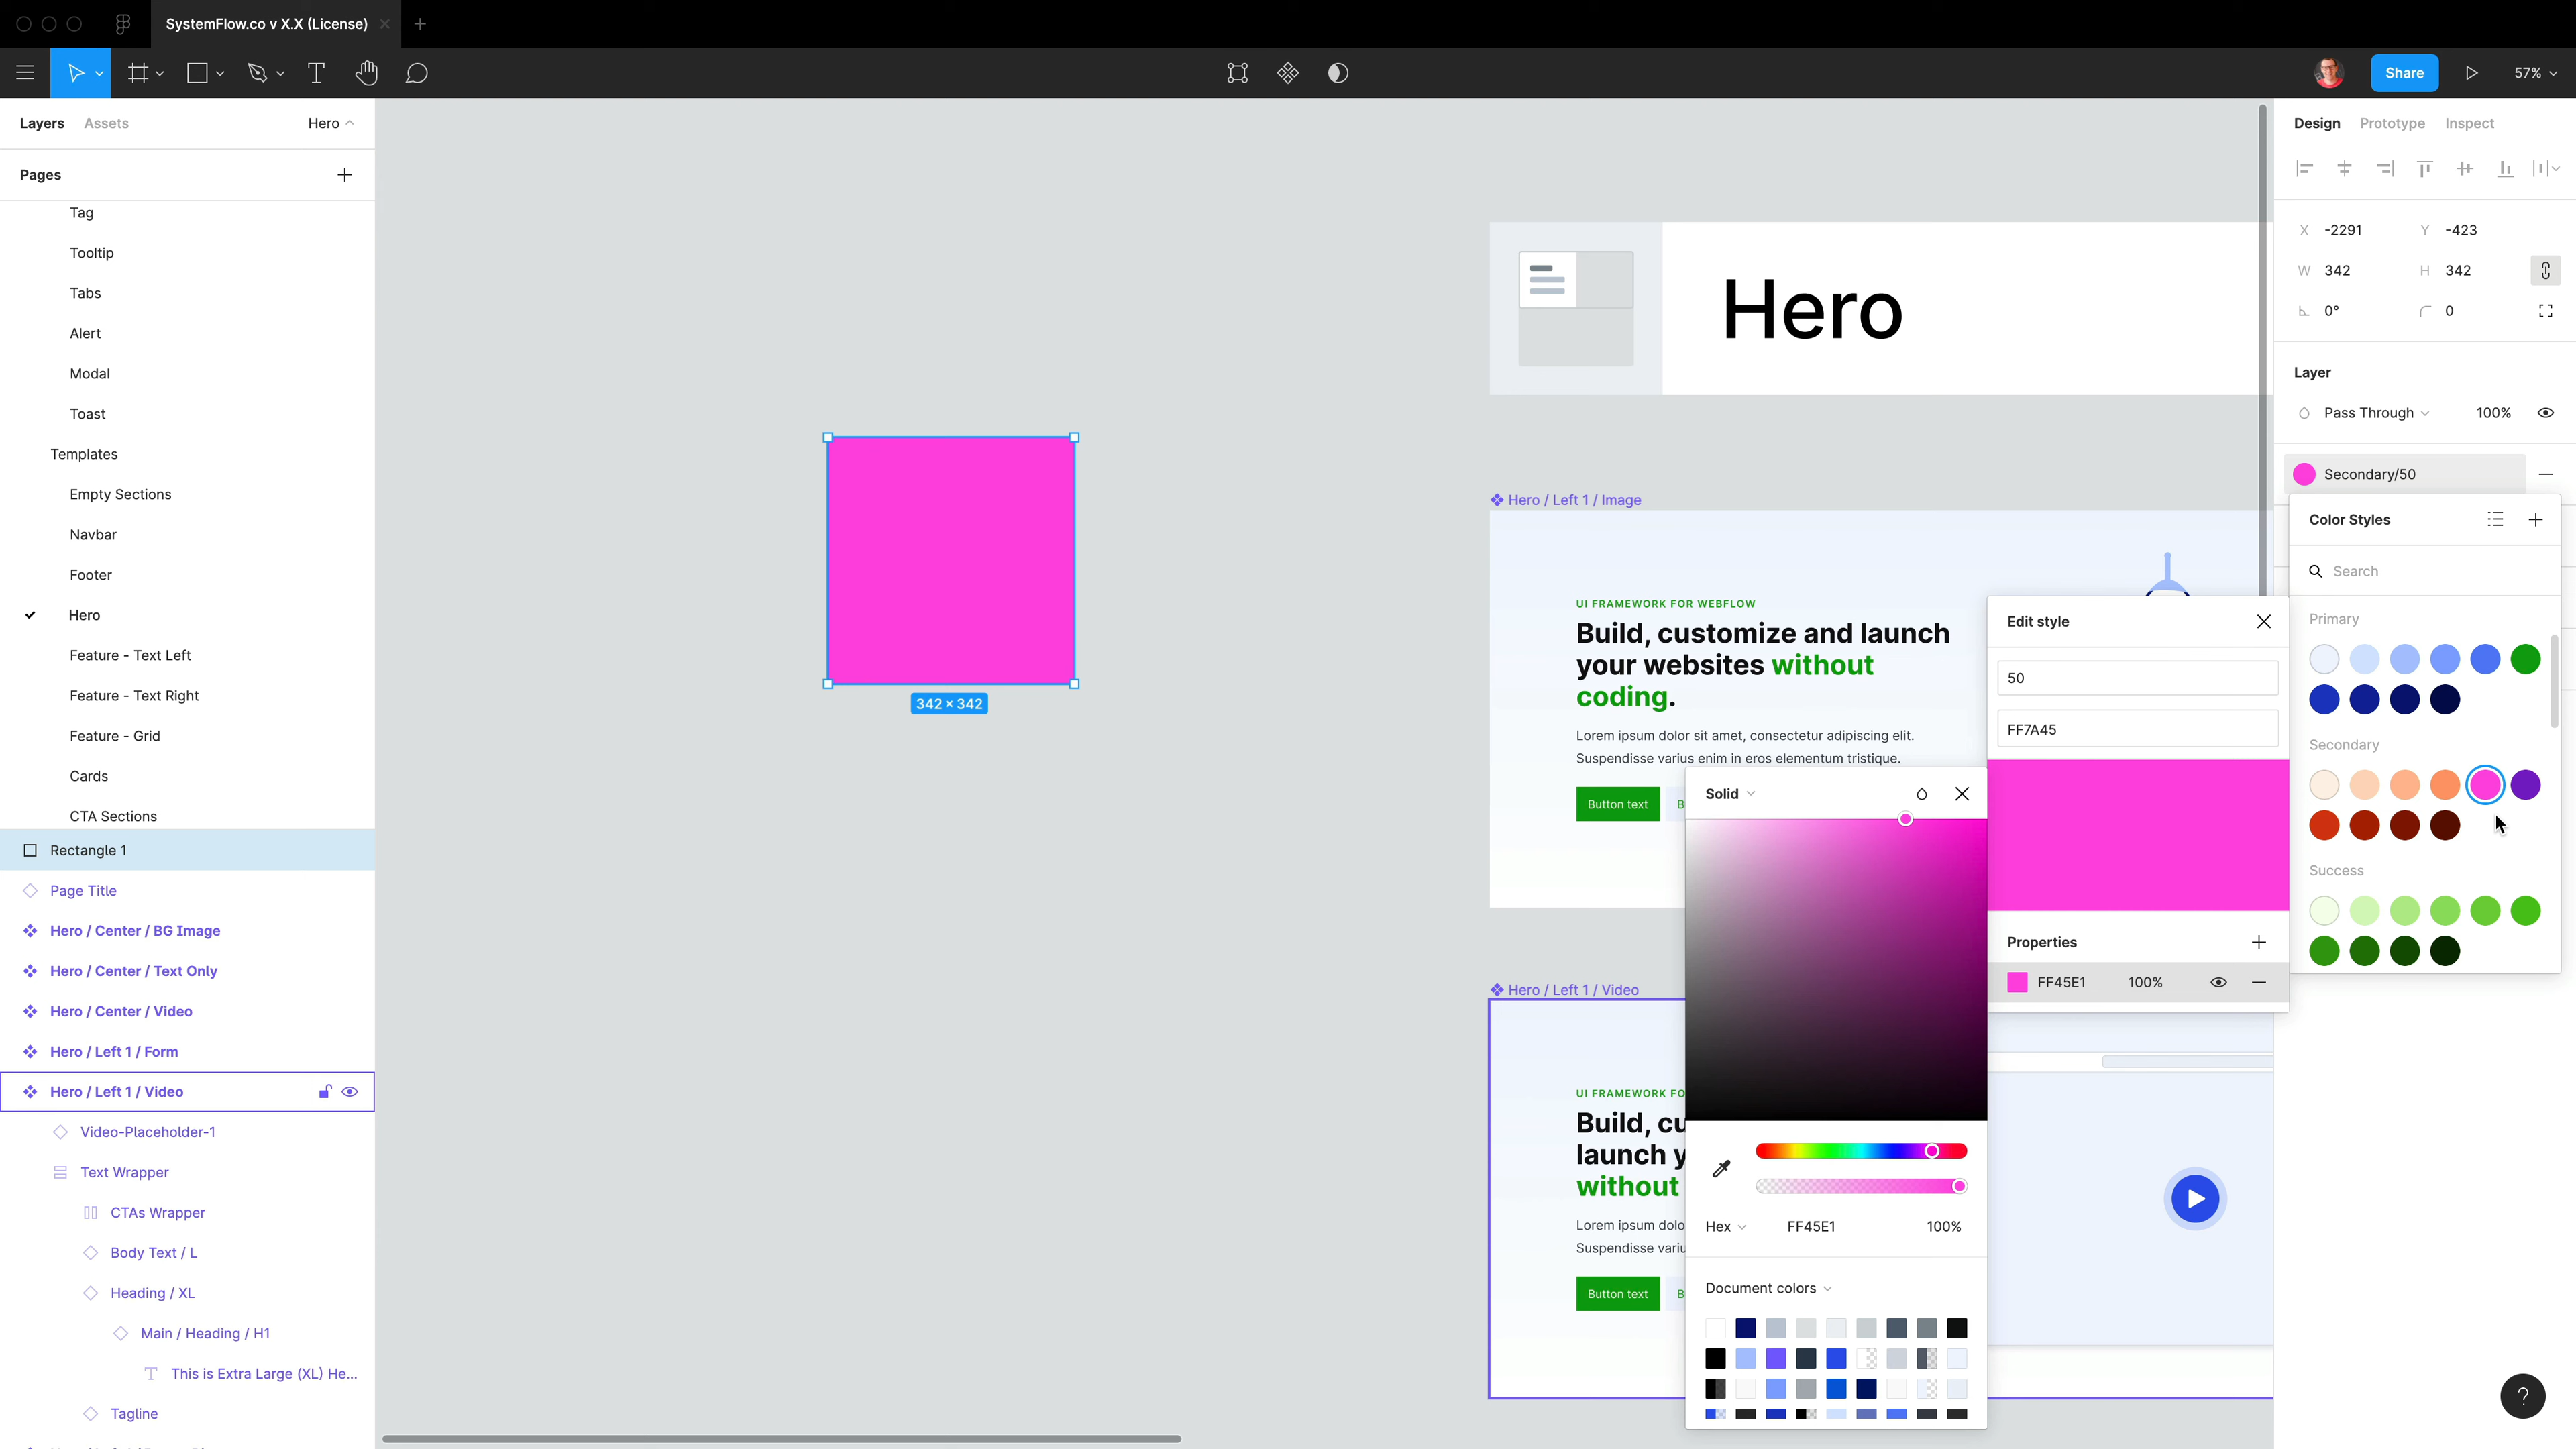 SystemFlow.co v X.X (License)
Share
57%
Layers
Assets
Hero
Pages
Tag
Tooltip
Tabs
Alert
Modal
Toast
Templates
Empty Sections
Navbar
Footer
Hero
Feature - Text Left
Feature - Text Right
Feature - Grid
Cards
CTA Sections
Rectangle 1
Page Title
Hero / Center / BG Image
Hero / Center / Text Only
Hero / Center / Video
Hero / Left 1 / Form
Hero / Left 1 / Video
Video-Placeholder-1
Text Wrapper
CTAs Wrapper
Body Text / L
Heading / XL
Main / Heading / H1
This is Extra Large (XL) He...
Tagline
342 × 342
Hero
Hero / Left 1 / Image
UI FRAMEWORK FOR WEBFLOW
Build, customize and launch
your websites without
coding.
Lorem ipsum dolor sit amet, consectetur adipiscing elit.
Suspendisse varius enim in eros elementum tristique.
Button text
B
Hero / Left 1 / Video
UI FRAMEWORK FO
Build, cu
launch y
without
Lorem ipsum dolo
Suspendisse variu
Button text
B
Solid
Hex
FF45E1
100%
Document colors
Edit style
50
FF7A45
Properties
FF45E1
100%
Design
Prototype
Inspect
X -2291
Y -423
W 342
H 342
0°
0
Layer
Pass Through
100%
Secondary/50
Color Styles
Search
Primary
Secondary
Success
?